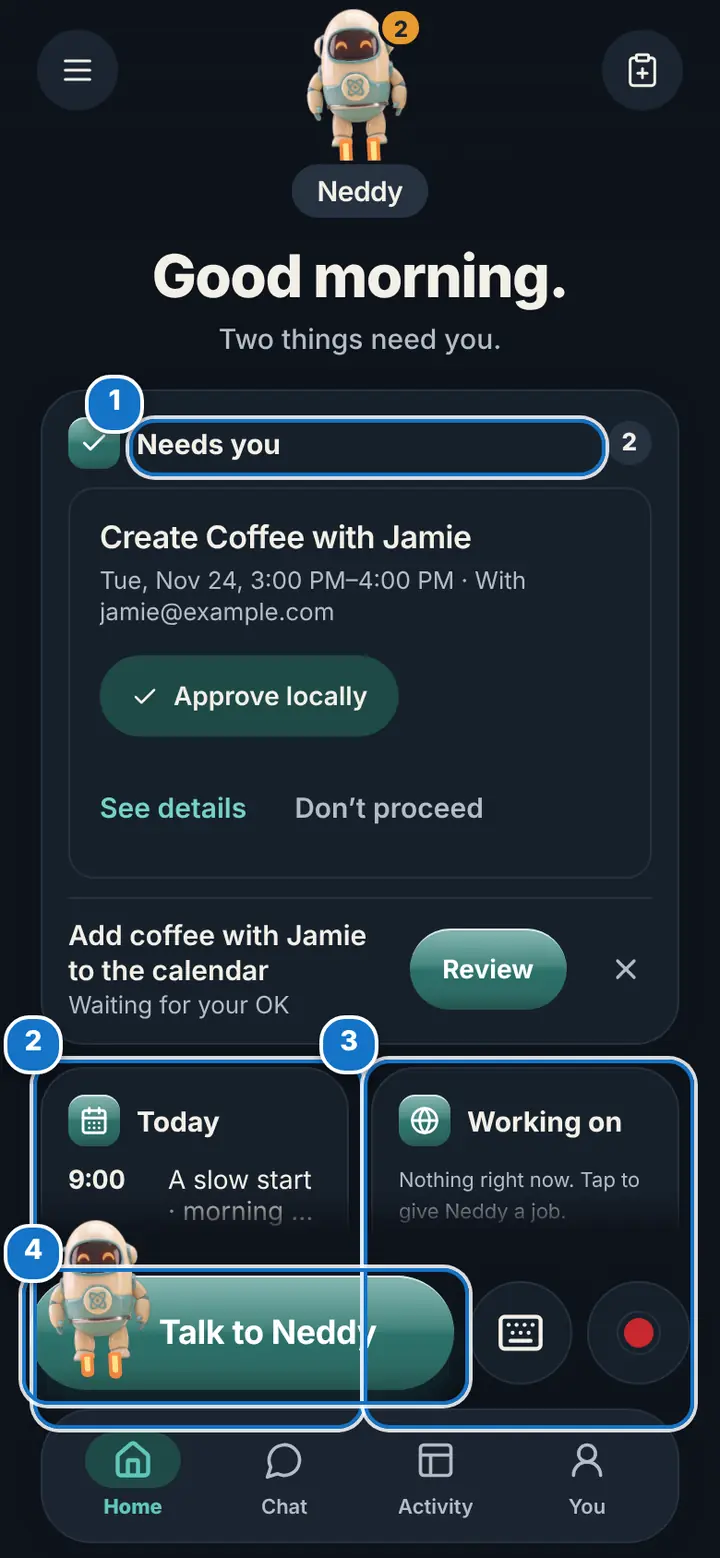 2
Neddy
Good morning.
Two things need you.
1
Needs you
2
Create Coffee with Jamie
Tue, Nov 24, 3:00 PM–4:00 PM · With
jamie@example.com
Approve locally
See details
Don’t proceed
Add coffee with Jamie
to the calendar
Waiting for your OK
Review
2
Today
9:00
A slow start
· morning ...
3
Working on
Nothing right now. Tap to
give Neddy a job.
4
Talk to Neddy
Home
Chat
Activity
You